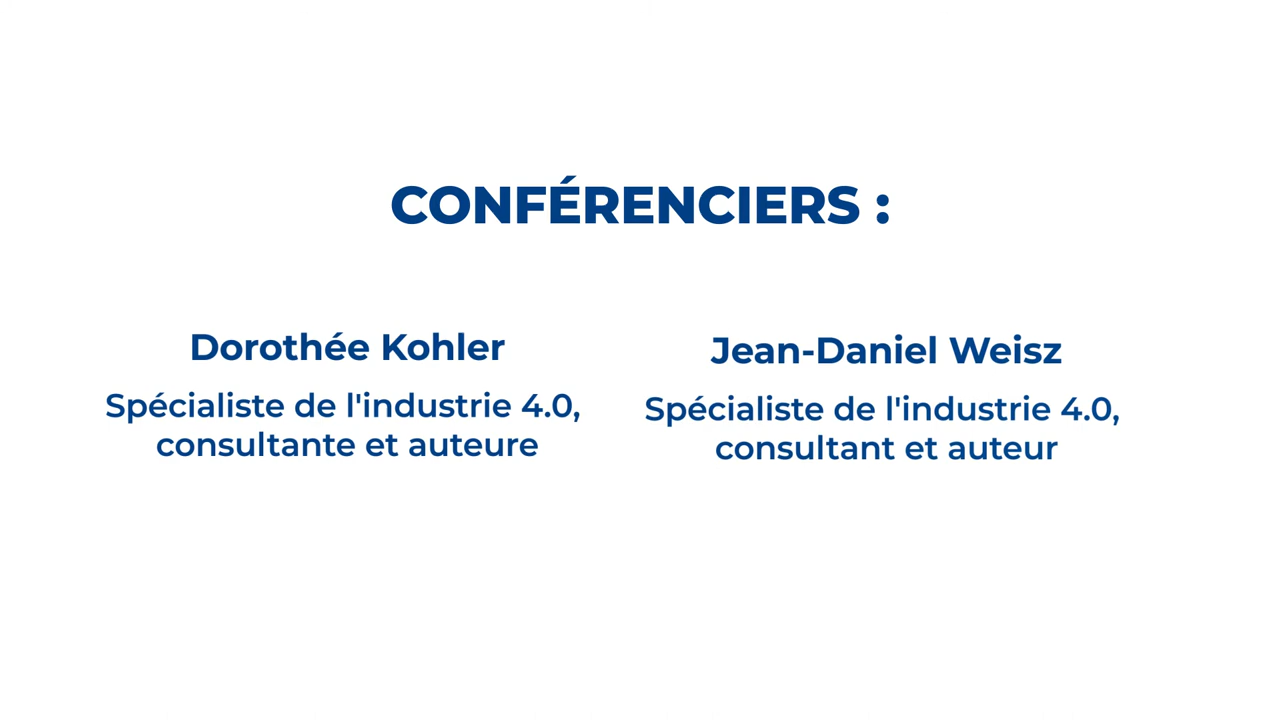 CONFÉRENCIERS :
Dorothée Kohler
Spécialiste de l'industrie 4.0,
consultante et auteure
Jean-Daniel Weisz
Spécialiste de l'industrie 4.0,
consultant et auteur